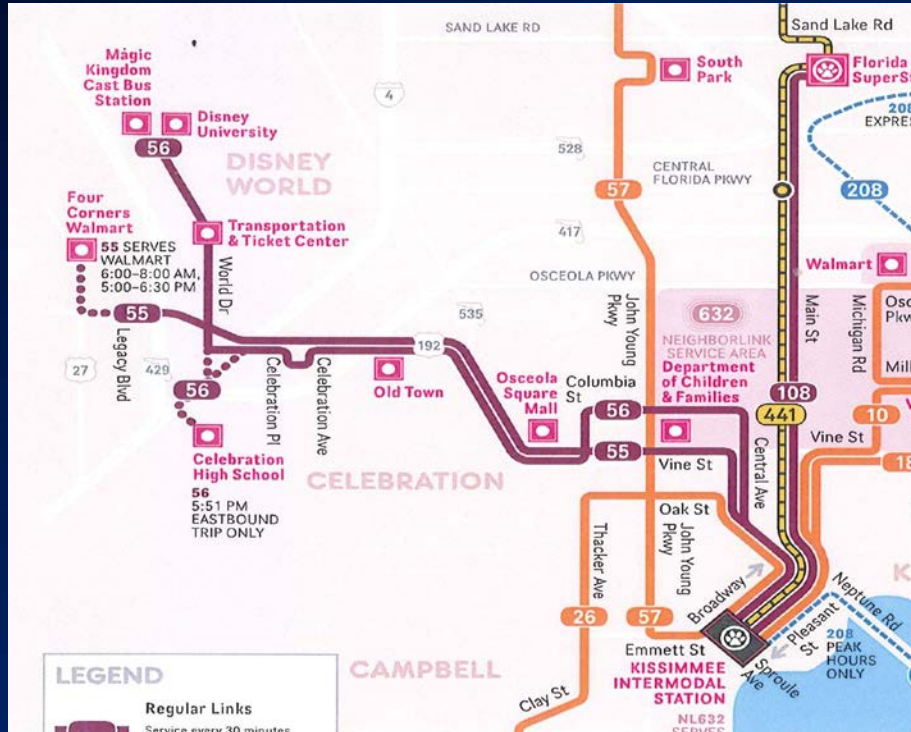 SAND LAKE RD
Sand Lake Rd
Magic
Kingdom
Cast Bus
Station
Disney
University
56
DISNEY
WORLD
4
South
Park
Florida
528
CENTRAL
FLORIDA PKWY
57
208
208
Four
Corners
Walmart
Transportation
& Ticket Center
55 SERVES
WALMART
6:00–8:00 AM,
5:00–6:30 PM
World Dr
417
OSCEOLA PKWY
Walmart
55
Legacy Blvd
27
429
56
535
192
John Young
Pkwy
632
NEIGHBORLINK
SERVICE AREA
Department
of Children
& Families
Main St
Michigan Rd
Celebration Pl
Celebration Ave
Old Town
Osceola
Square
Mall
Columbia
St
56
55
Vine St
108
441
10
Vine St
18
Central Ave
Celebration
High School
56
5:51 PM
EASTBOUND
TRIP ONLY
CELEBRATION
Oak St
Thacker Ave
John Young
Pkwy
26
57
Broadway
Emmett St
Neptune Rd
Pleasant
St
208
PEAK
HOURS
ONLY
Sproule
Ave
KISSIMMEE
INTERMODAL
STATION
NL632
SERVES
CAMPBELL
Clay St
LEGEND
Regular Links
Service every 30 minutes